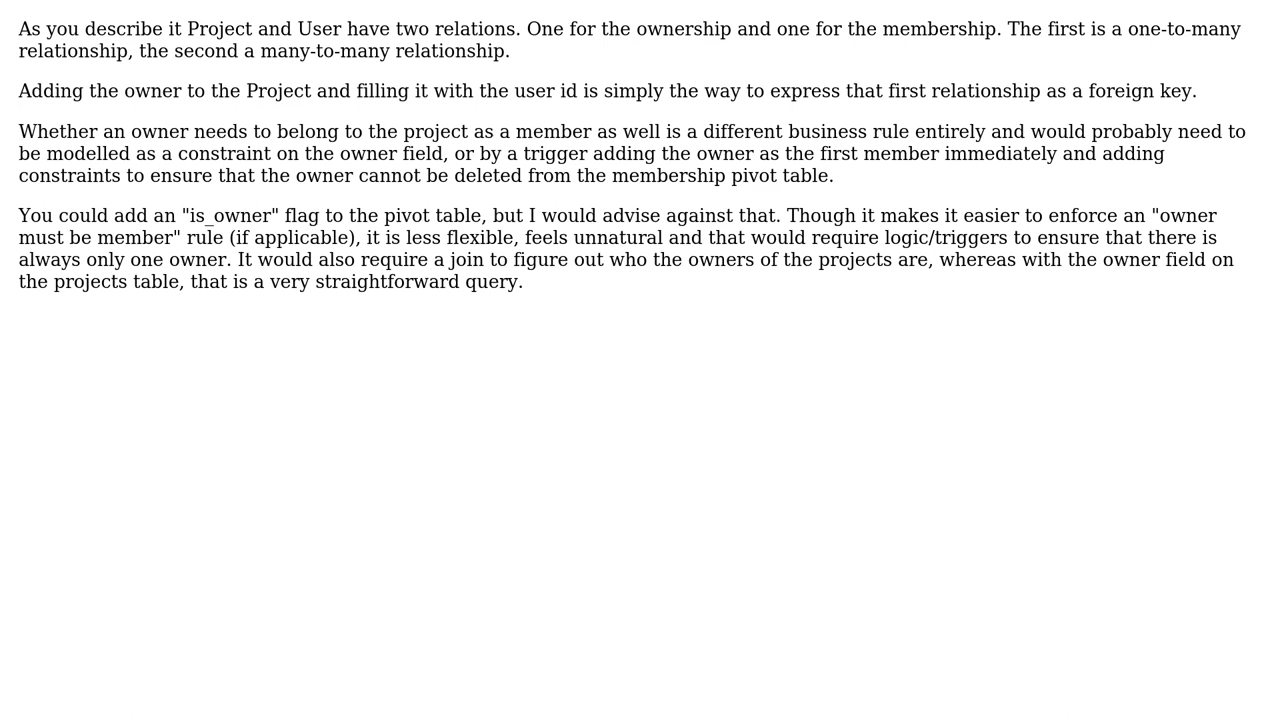 As you describe it Project and User have two relations. One for the ownership and one for the membership. The first is a one-to-many
relationship, the second a many-to-many relationship.
Adding the owner to the Project and filling it with the user id is simply the way to express that first relationship as a foreign key.
Whether an owner needs to belong to the project as a member as well is a different business rule entirely and would probably need to
be modelled as a constraint on the owner field, or by a trigger adding the owner as the first member immediately and adding
constraints to ensure that the owner cannot be deleted from the membership pivot table.
You could add an "is_owner" flag to the pivot table, but I would advise against that. Though it makes it easier to enforce an "owner
must be member" rule (if applicable), it is less flexible, feels unnatural and that would require logic/triggers to ensure that there is
always only one owner. It would also require a join to figure out who the owners of the projects are, whereas with the owner field on
the projects table, that is a very straightforward query.